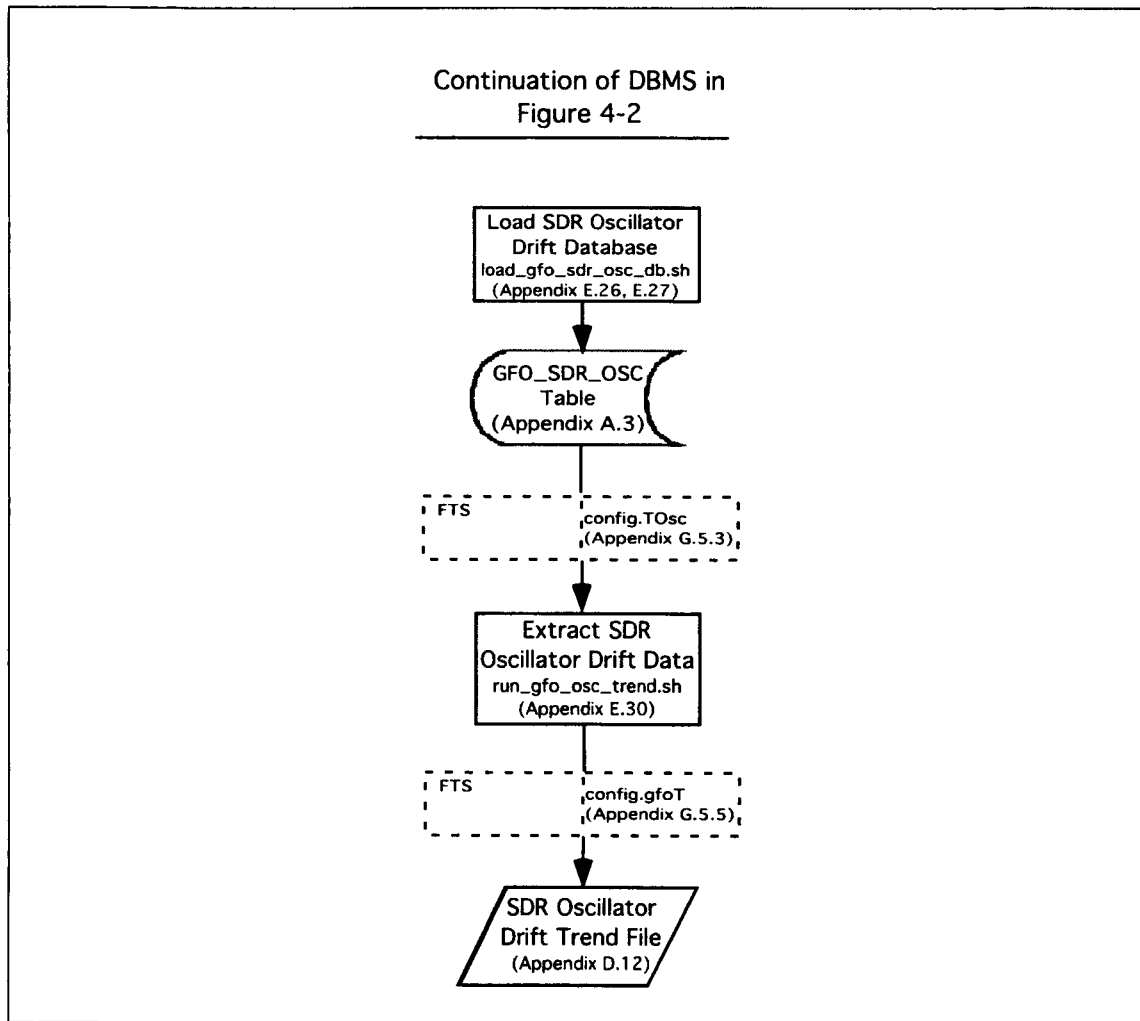 Continuation of DBMS in
Figure 4-2
Load SDR Oscillator
Drift Database
load_gfo_sdr_osc_db.sh
(Appendix E.26, E.27)
GFO_SDR_OSC
Table
(Appendix A.3)
FTS
config.TOsc
(Appendix G.5.3)
Extract SDR
Oscillator Drift Data
run_gfo_osc_trend.sh
(Appendix E.30)
FTS
config.gfoT
(Appendix G.5.5)
SDR Oscillator
Drift Trend File
(Appendix D.12)